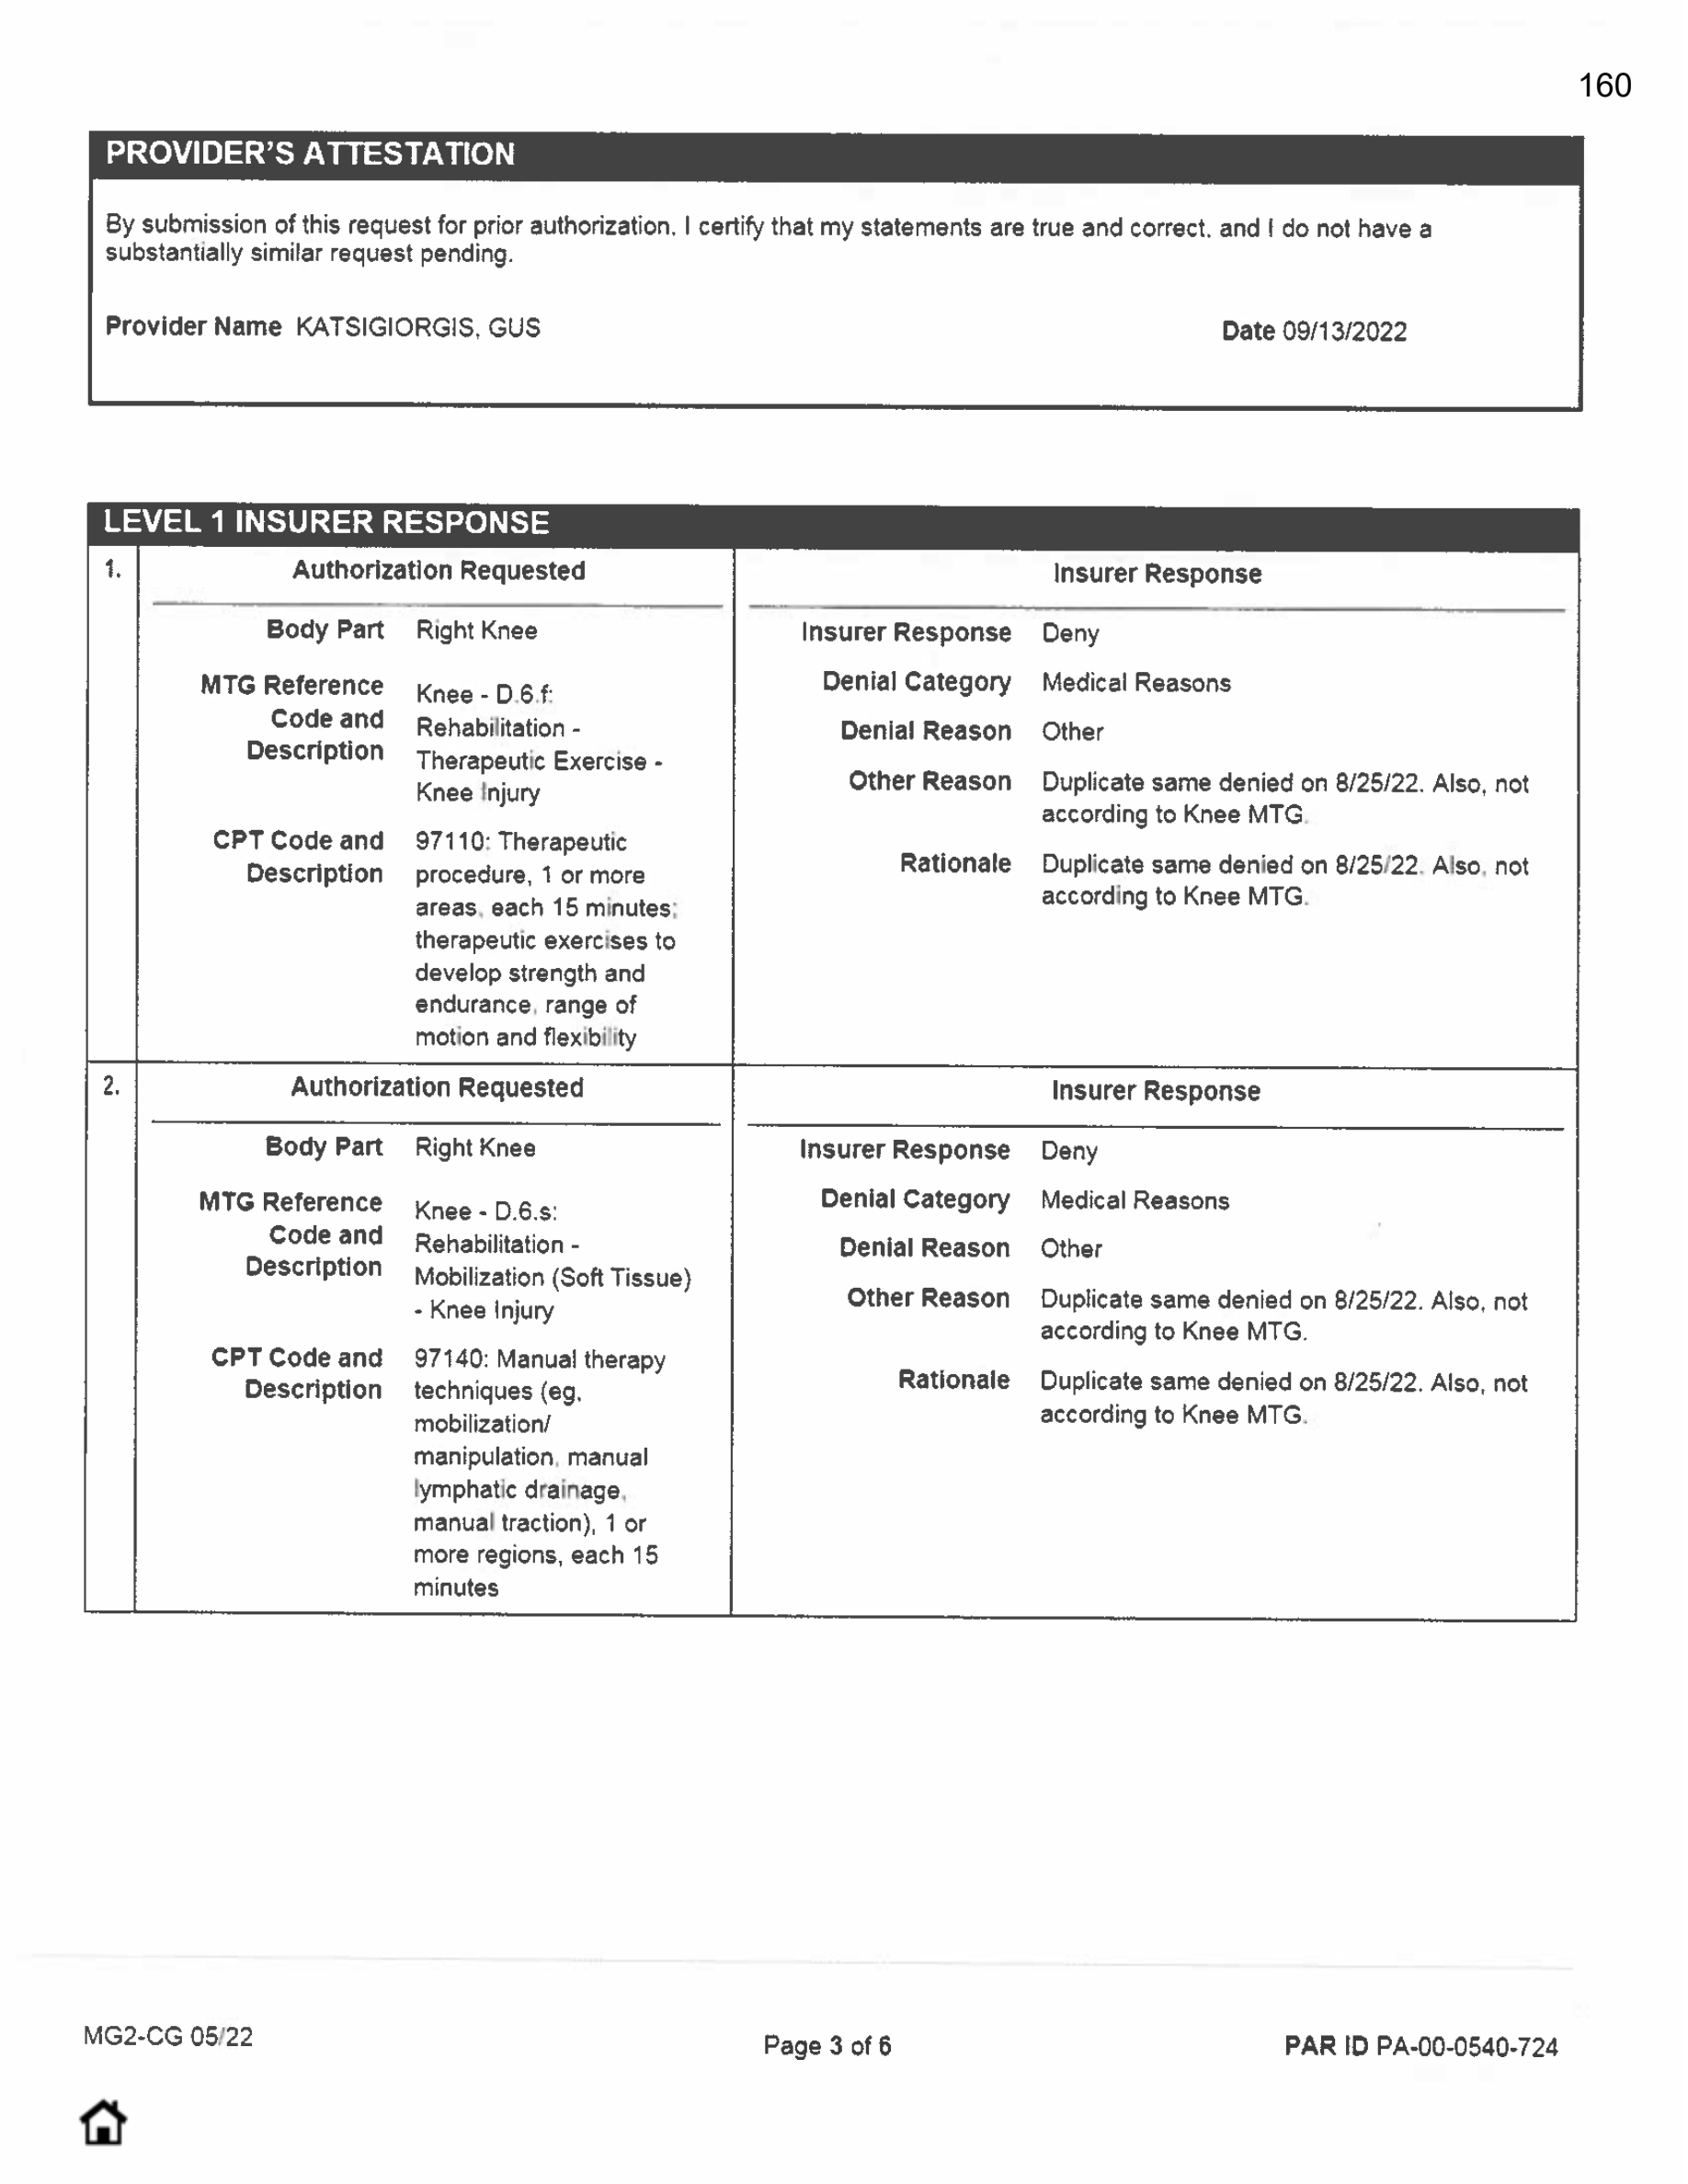 160
PROVIDER'S ATTESTATION
By submission of this request for prior authorization, I certify that my statements are true and correct, and I do not have a
substantially similar request pending.
Provider Name KATSIGIORGIS, GUS
Date 09/13/2022
LEVEL 1 INSURER RESPONSE
1.
Authorization Requested
Body Part Right Knee
MTG Reference Code and Description
Knee - D.6.f:
Rehabilitation -
Therapeutic Exercise -
Knee Injury
CPT Code and Description
97110: Therapeutic
procedure, 1 or more
areas, each 15 minutes;
therapeutic exercises to
develop strength and
endurance, range of
motion and flexibility
Insurer Response
Insurer Response Deny
Denial Category Medical Reasons
Denial Reason Other
Other Reason Duplicate same denied on 8/25/22. Also, not
according to Knee MTG.
Rationale Duplicate same denied on 8/25/22. Also, not
according to Knee MTG.
2.
Authorization Requested
Body Part Right Knee
MTG Reference Code and Description
Knee - D.6.s:
Rehabilitation -
Mobilization (Soft Tissue)
- Knee Injury
CPT Code and Description
97140: Manual therapy
techniques (eg,
mobilization/
manipulation, manual
lymphatic drainage,
manual traction), 1 or
more regions, each 15
minutes
Insurer Response
Insurer Response Deny
Denial Category Medical Reasons
Denial Reason Other
Other Reason Duplicate same denied on 8/25/22. Also, not
according to Knee MTG.
Rationale Duplicate same denied on 8/25/22. Also, not
according to Knee MTG.
MG2-CG 05/22
Page 3 of 6
PAR ID PA-00-0540-724